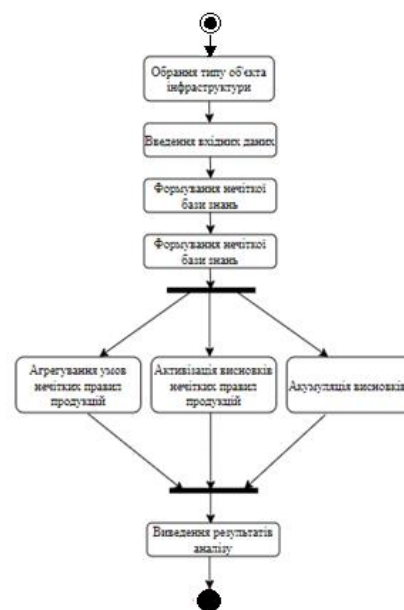 Обрання типу об'єкта
інфраструктури
Введення вхідних даних
Формування нечіткої
бази знань
Формування нечіткої
бази знань
Агрегування умов
нечітких правил
продукцій
Активізація висновків
нечітких правил
продукцій
Акумуляція висновків
Виведення результатів
аналізу